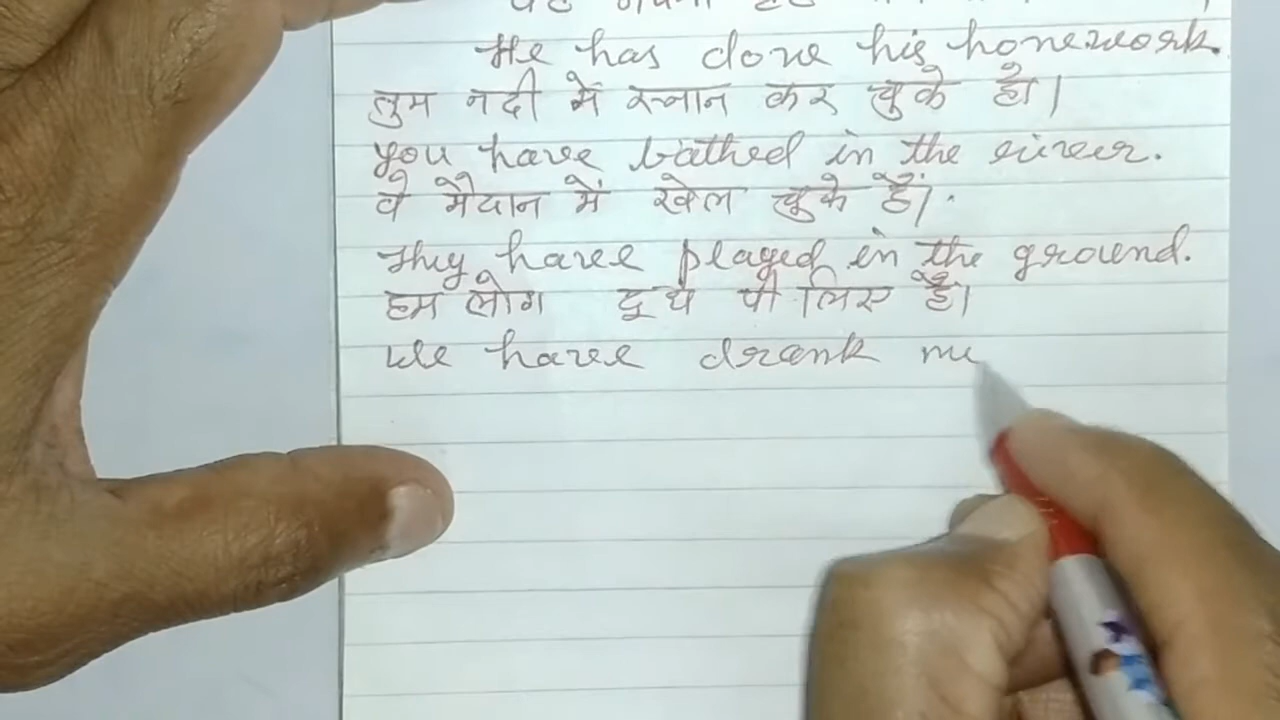 He has done his homework.
तुम नदी में स्नान कर चुके हो।
you have bathed in the river.
वे मैदान में खेल चुके हैं।
They have played in the ground.
हम लोग दूध पी लिए हैं।
We have drank